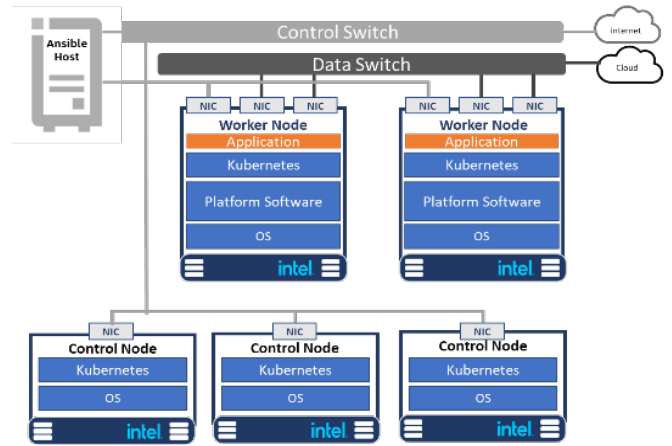 Control Switch
internet
Ansible
Host
Data Switch
Cloud
NIC NIC NIC
NIC NIC NIC
Worker Node
Application
Kubernetes
Platform Software
OS
intel
Worker Node
Application
Kubernetes
Platform Software
OS
intel
NIC
Control Node
Kubernetes
OS
intel
NIC
Control Node
Kubernetes
OS
intel
NIC
Control Node
Kubernetes
OS
intel